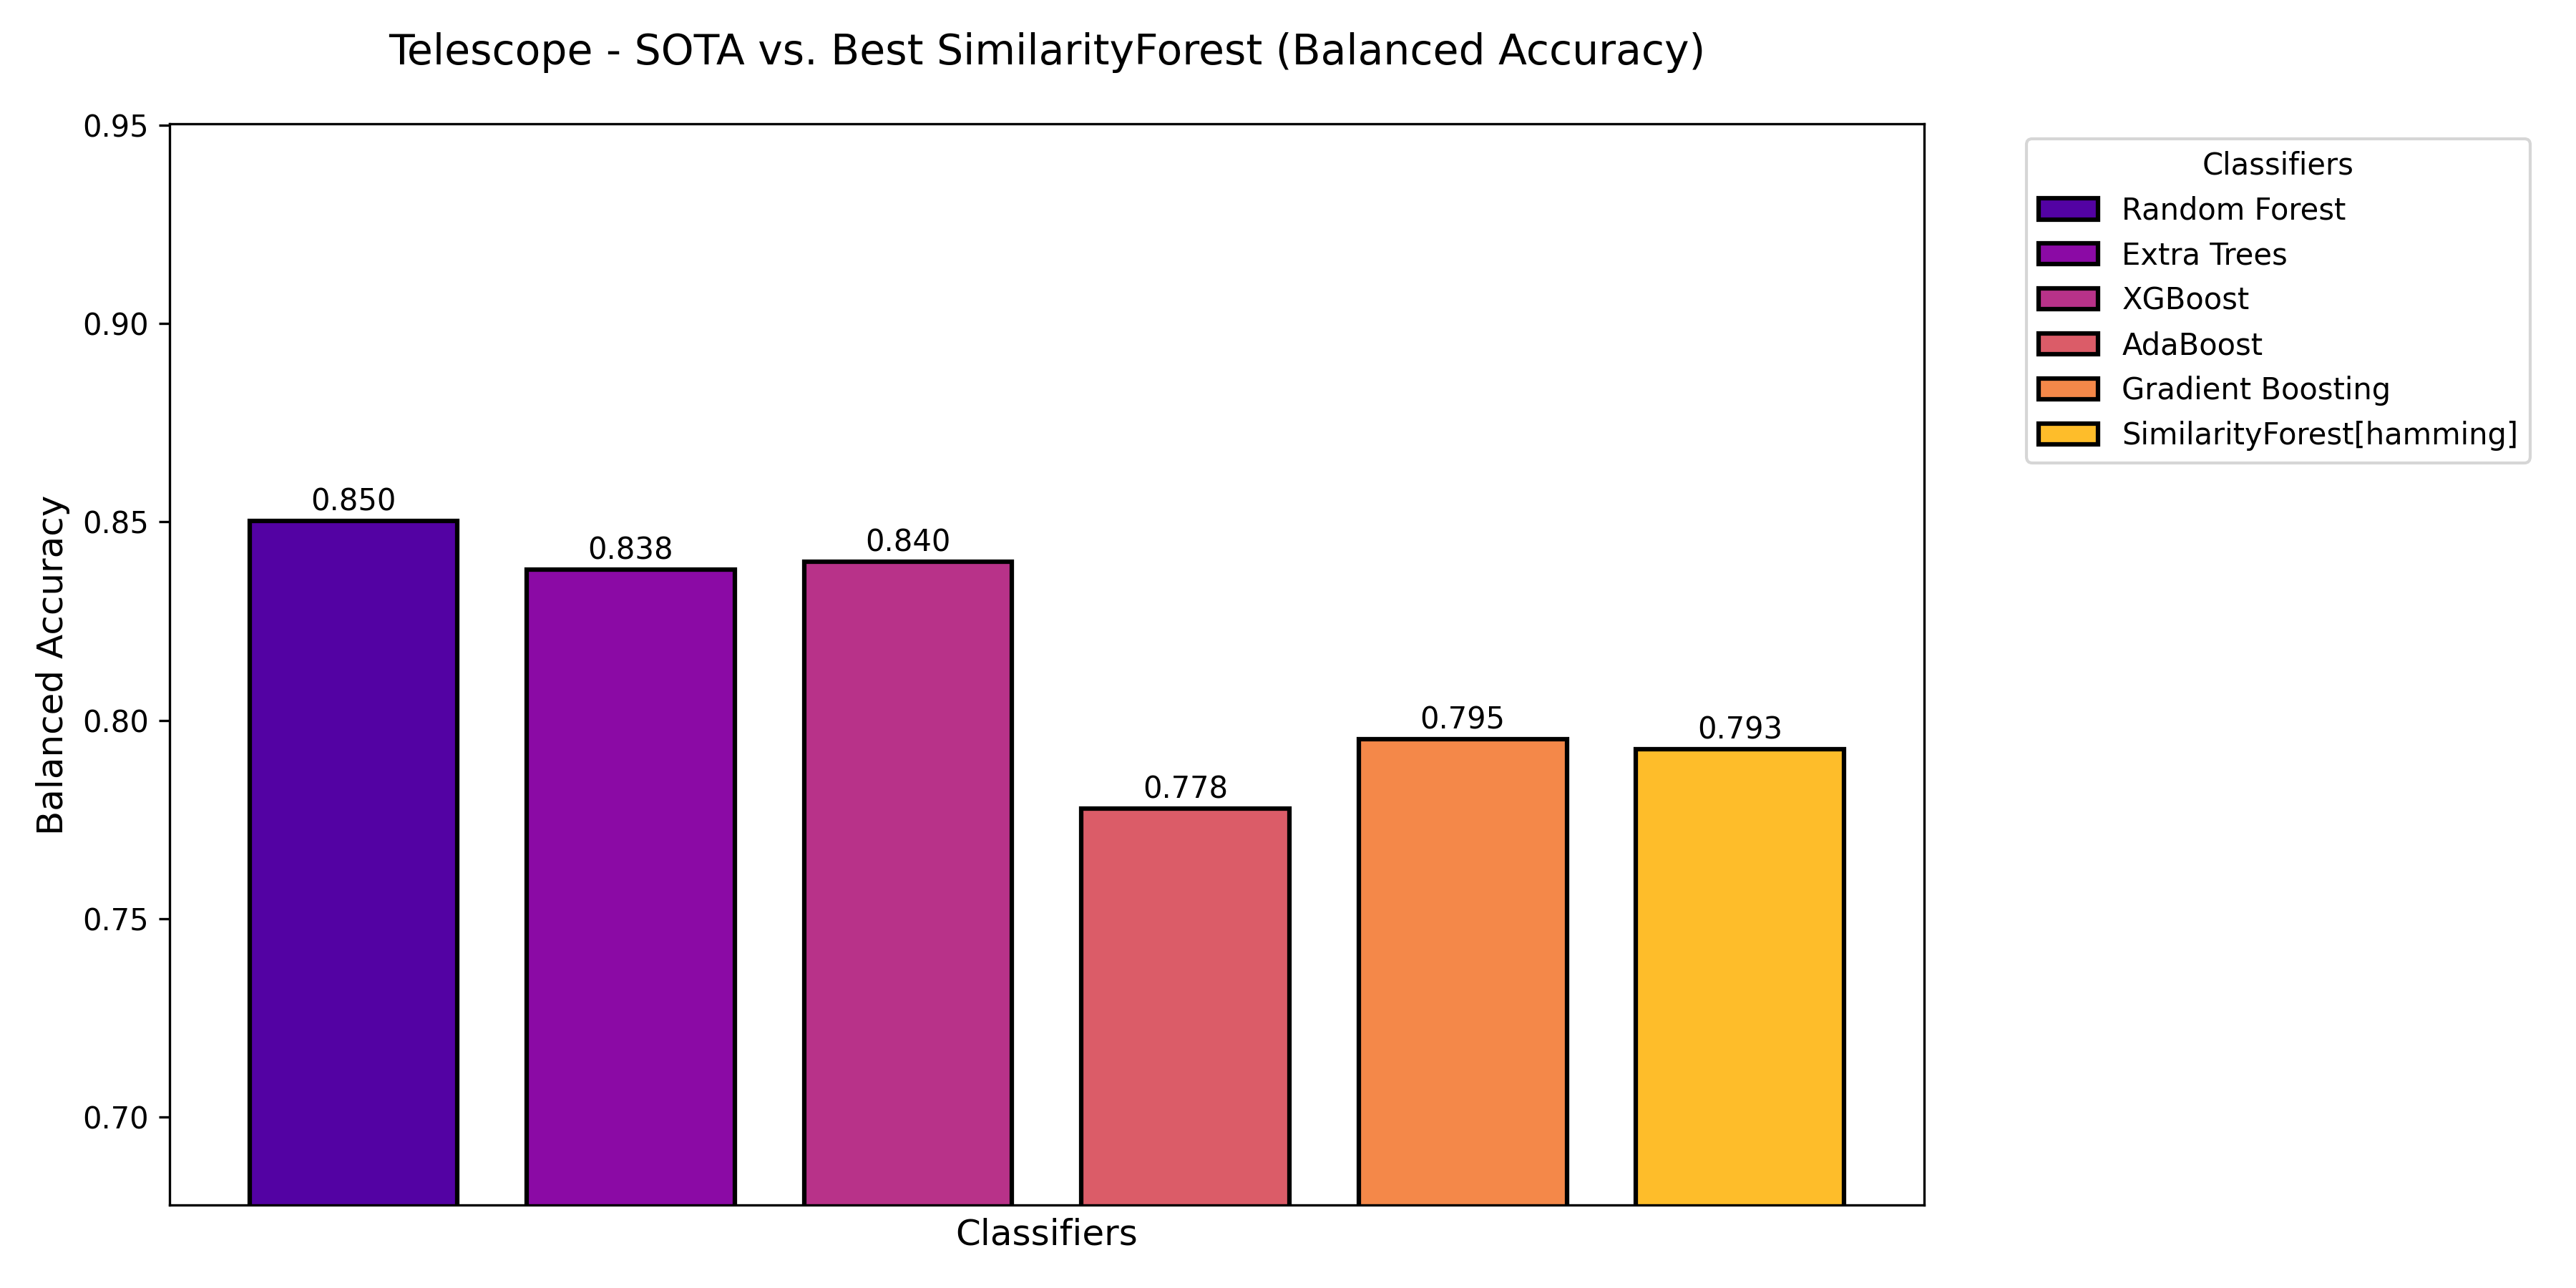 Telescope - SOTA vs. Best SimilarityForest (Balanced Accuracy)
Balanced Accuracy
0.95
0.90
0.85
0.80
0.75
0.70
0.850
0.838
0.840
0.778
0.795
0.793
Classifiers
Classifiers
Random Forest
Extra Trees
XGBoost
AdaBoost
Gradient Boosting
SimilarityForest[hamming]